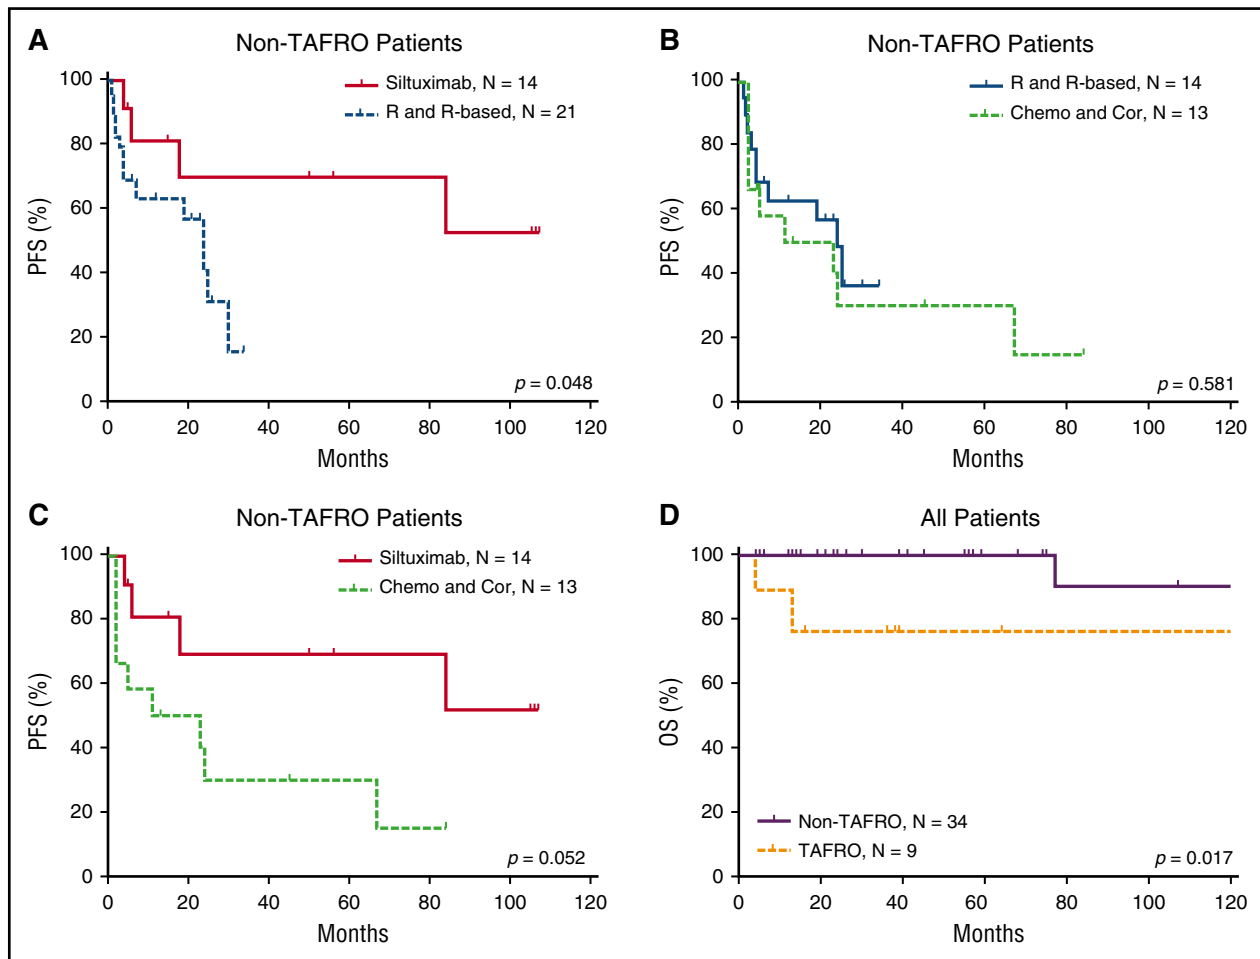 A
Non-TAFRO Patients
Siltuximab, N = 14
R and R-based, N = 21
PFS (%)
100
80
60
40
20
0
p = 0.048
0 20 40 60 80 100 120
Months
B
Non-TAFRO Patients
R and R-based, N = 14
Chemo and Cor, N = 13
PFS (%)
100
80
60
40
20
0
p = 0.581
0 20 40 60 80 100 120
Months
C
Non-TAFRO Patients
Siltuximab, N = 14
Chemo and Cor, N = 13
PFS (%)
100
80
60
40
20
0
p = 0.052
0 20 40 60 80 100 120
Months
D
All Patients
OS (%)
100
80
60
40
20
0
Non-TAFRO, N = 34
TAFRO, N = 9
p = 0.017
0 20 40 60 80 100 120
Months